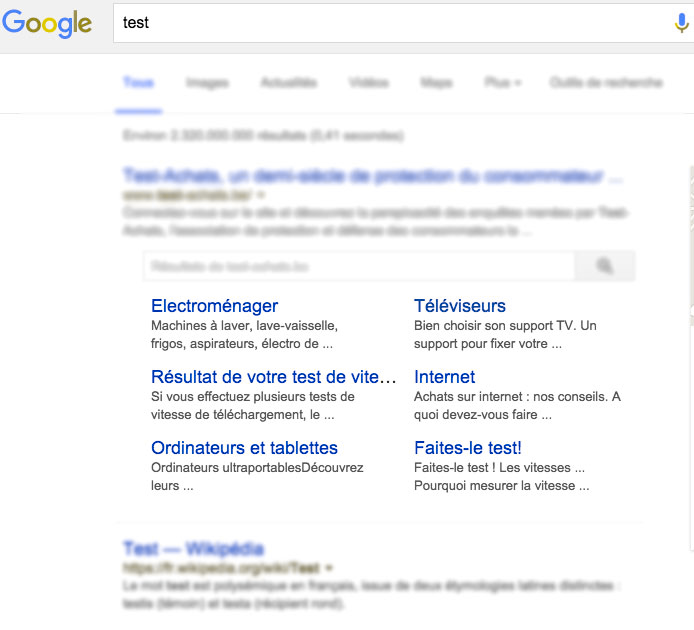 Google
test
Tous Images Actualités Vidéos Maps Plus Outils de recherche
Environ 2.320.000.000 résultats (0,41 secondes)
Test-Achats, un demi-siècle de protection du consommateur ...
www.test-achats.be/
Connectez-vous sur le site et découvrez la des enquêtes menées par Test-
Achats, l'association de protection et défense des consommateurs la ...
Résultats de test-achats.be
Electroménager
Machines à laver, lave-vaisselle,
frigos, aspirateurs, électro de ...
Téléviseurs
Bien choisir son support TV. Un
support pour fixer votre ...
Résultat de votre test de vite...
Si vous effectuez plusieurs tests de
vitesse de téléchargement, le ...
Internet
Achats sur internet : nos conseils. A
quoi devez-vous faire ...
Ordinateurs et tablettes
Ordinateurs ultraportablesDécouvrez
leurs ...
Faites-le test!
Faites-le test ! Les vitesses ...
Pourquoi mesurer la vitesse ...
Test — Wikipédia
https://fr.wikipedia.org/wiki/Test
Le mot test est polysémique en français, issue de deux étymologies latines distinctes :
testis (témoin) et testa (récipient rond).